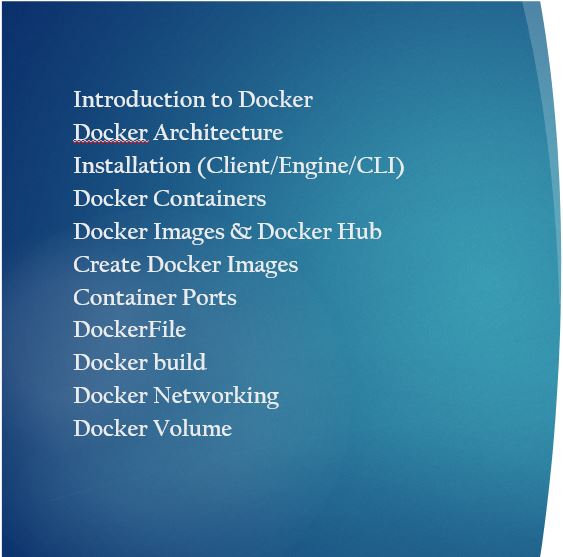 Introduction to Docker
Docker Architecture
Installation (Client/Engine/CLI)
Docker Containers
Docker Images & Docker Hub
Create Docker Images
Container Ports
DockerFile
Docker build
Docker Networking
Docker Volume